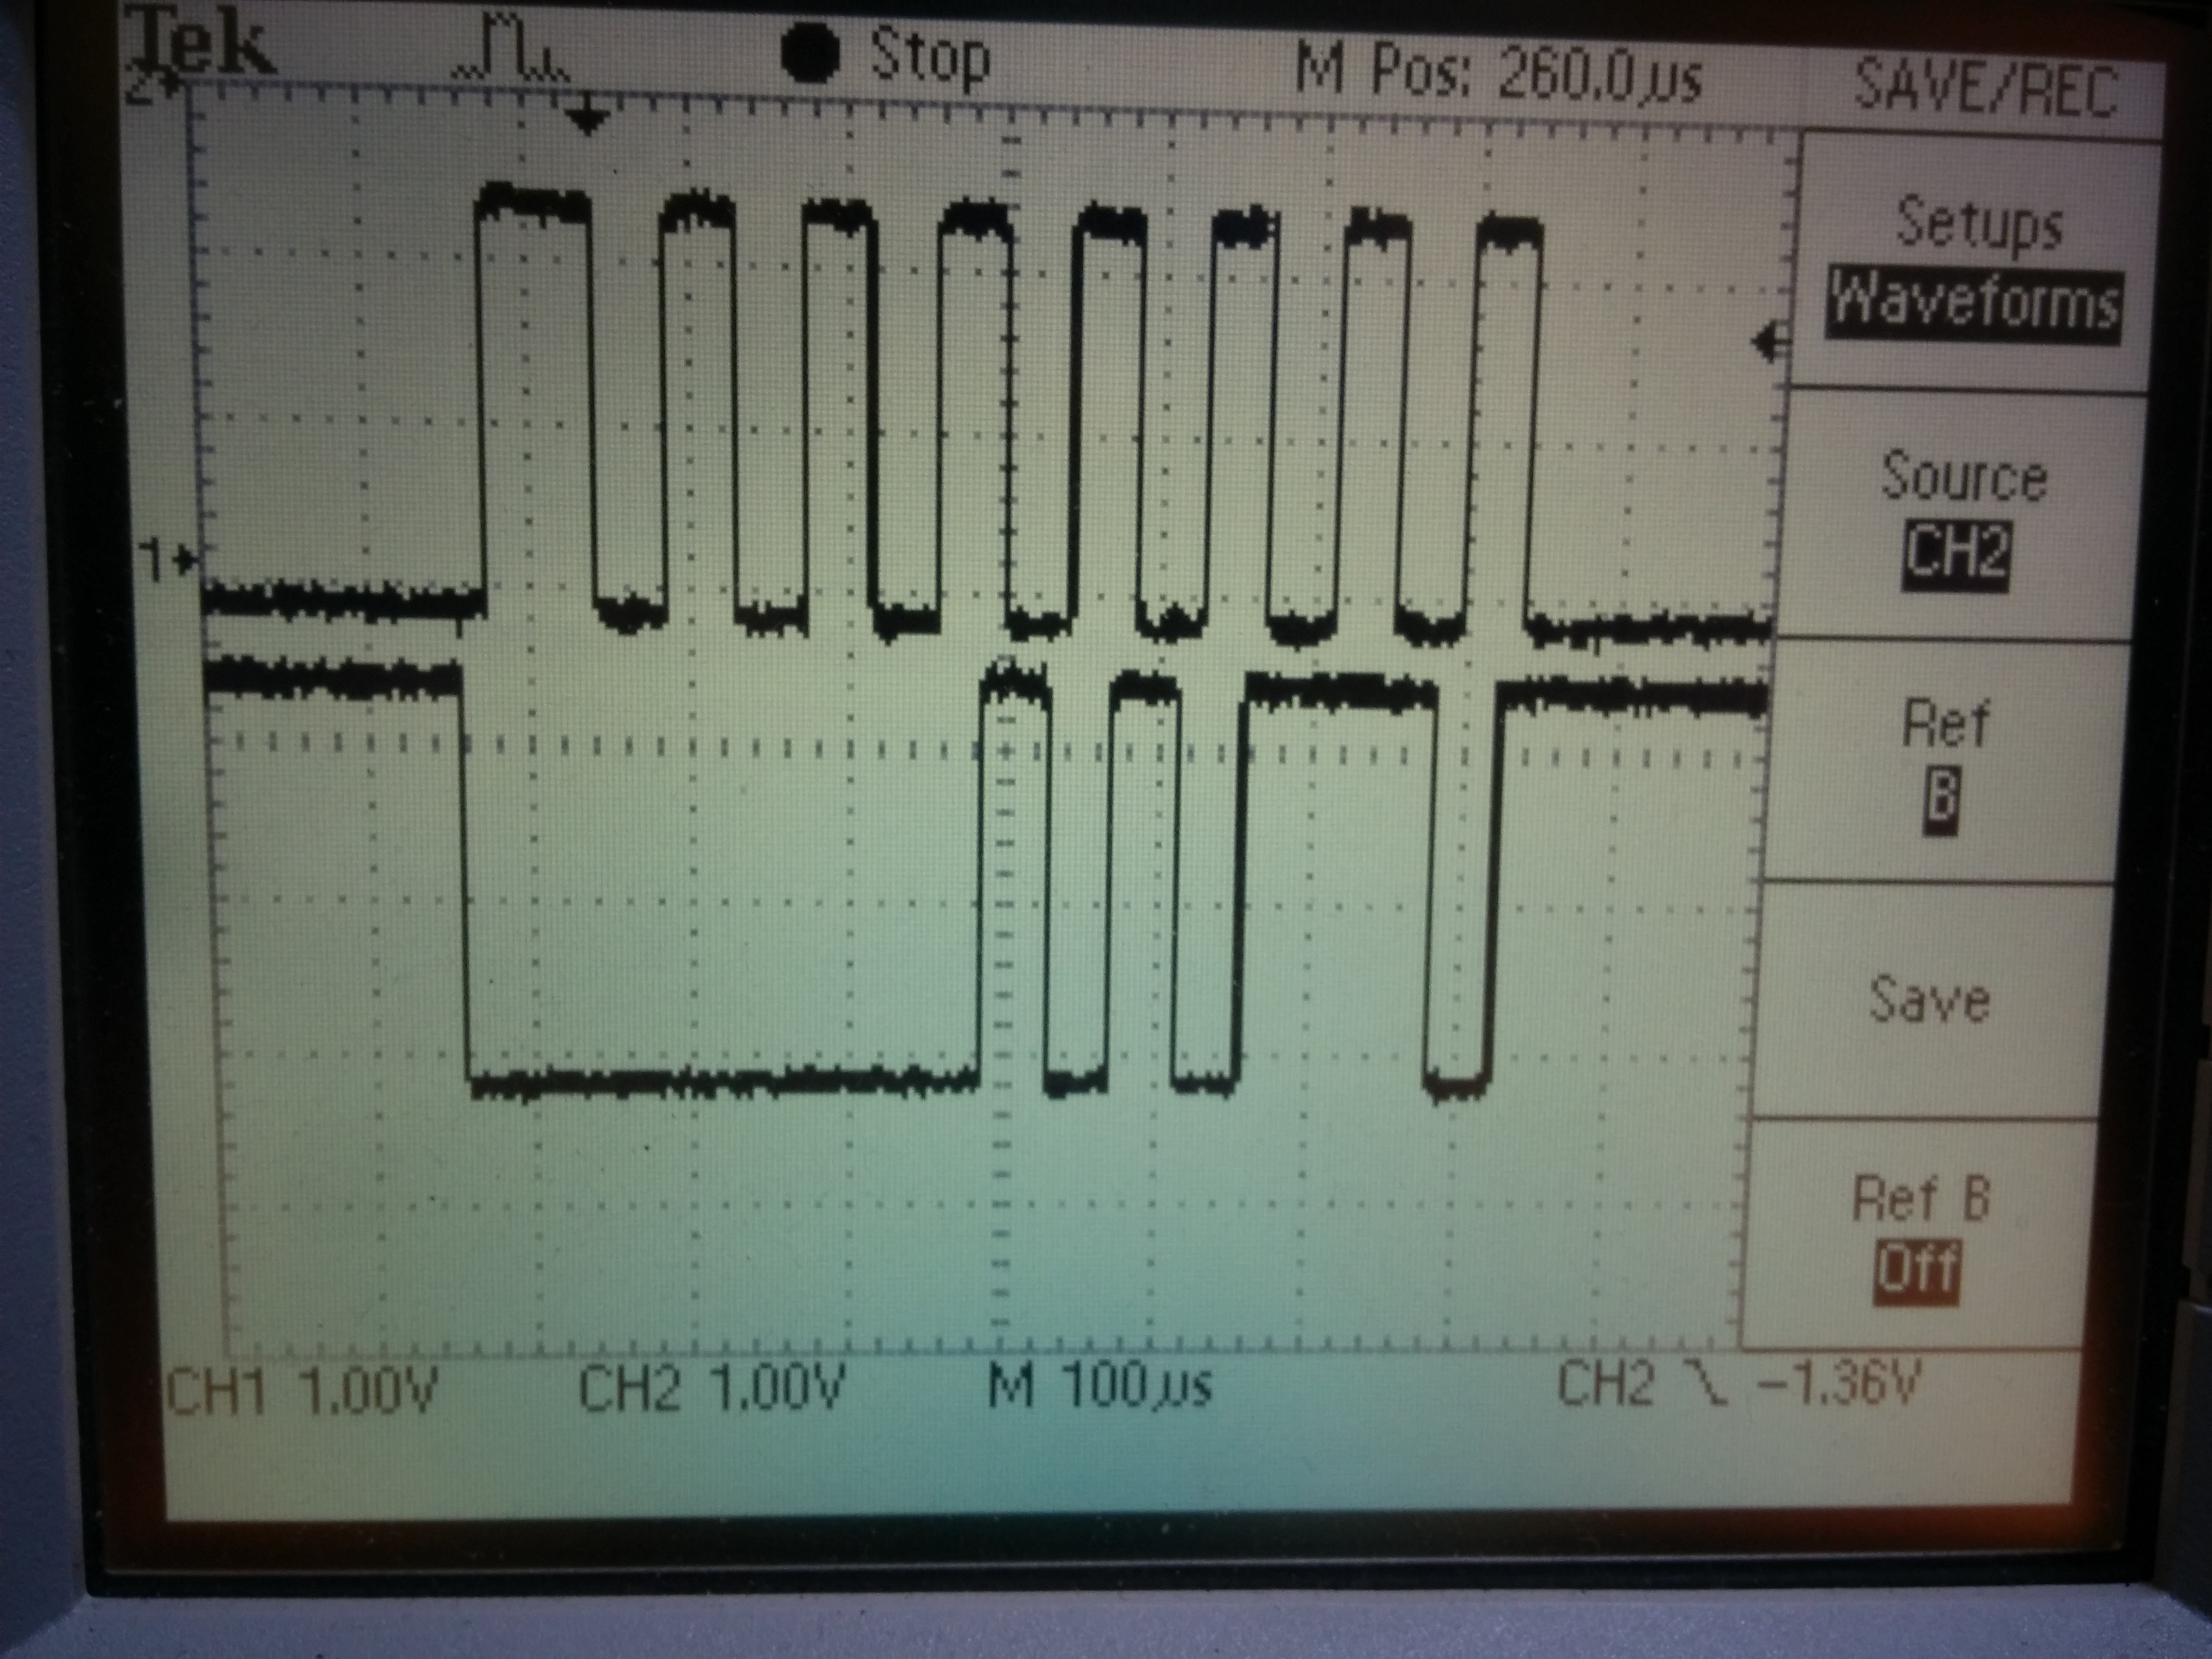 Tek Stop M Pos: 260.0µs SAVE/REC
2
Setups
Waveforms
Source
CH2
1
Ref
B
Save
Ref B
Off
CH1 1.00V CH2 1.00V M 100µs CH2 -1.36V